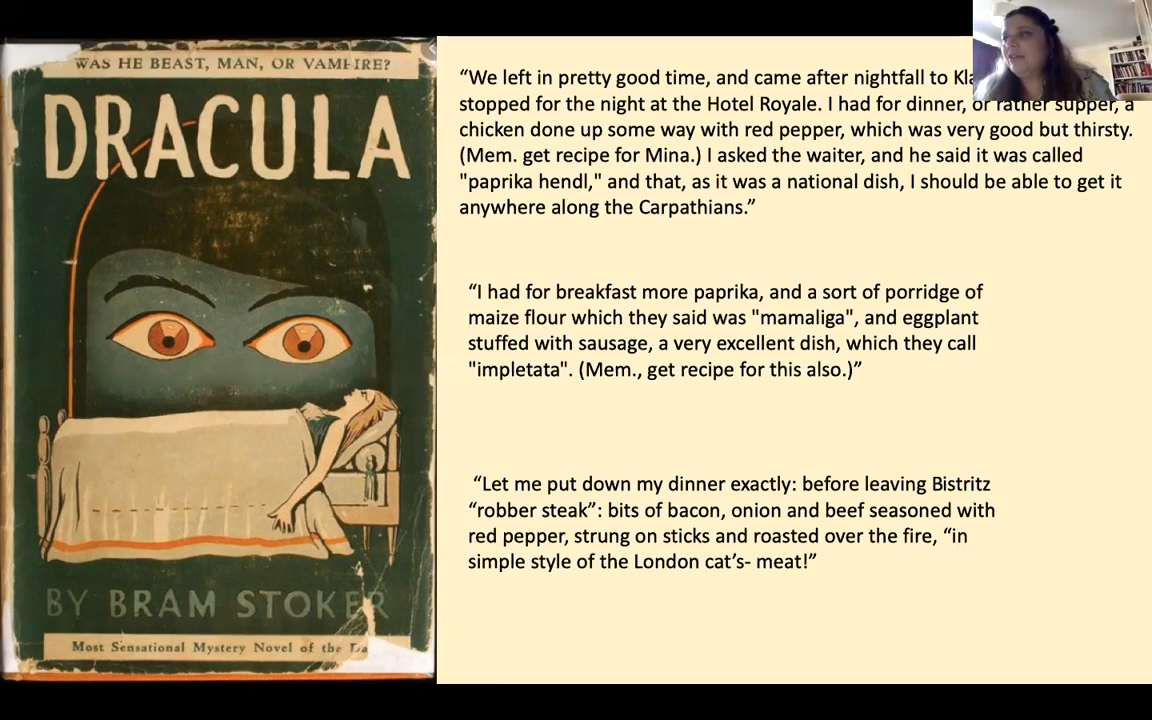 WAS HE BEAST, MAN, OR VAMPIRE?
DRACULA
BY BRAM STOKER
Most Sensational Mystery Novel of the
“We left in pretty good time, and came after nightfall to
stopped for the night at the Hotel Royale. I had for dinner, or rather supper, a
chicken done up some way with red pepper, which was very good but thirsty.
(Mem. get recipe for Mina.) I asked the waiter, and he said it was called
"paprika hendl," and that, as it was a national dish, I should be able to get it
anywhere along the Carpathians.”
“I had for breakfast more paprika, and a sort of porridge of
maize flour which they said was "mamaliga", and eggplant
stuffed with sausage, a very excellent dish, which they call
"impletata". (Mem., get recipe for this also.)”
“Let me put down my dinner exactly: before leaving Bistritz
“robber steak”: bits of bacon, onion and beef seasoned with
red pepper, strung on sticks and roasted over the fire, “in
simple style of the London cat’s- meat!”